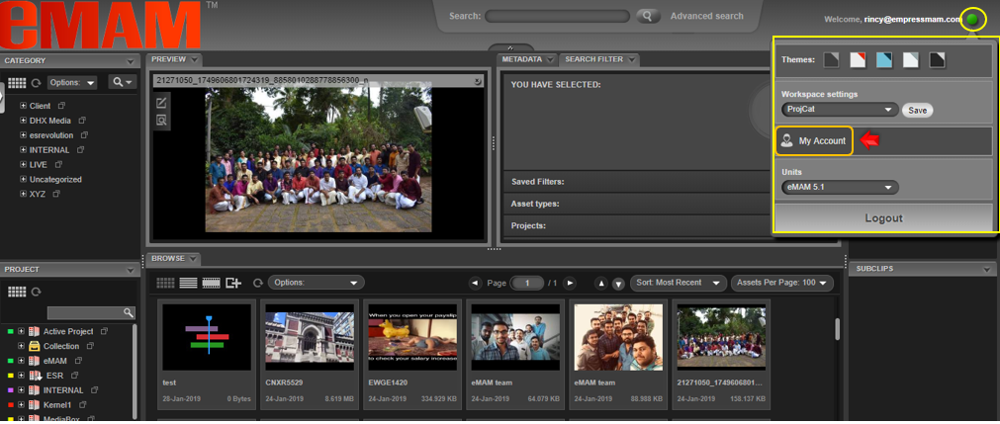 eMAM™
Search:
Advanced search
Welcome, rincy@empressmam.com
CATEGORY
Options:
Client
DHX Media
esrevolution
INTERNAL
LIVE
Uncategorized
XYZ
PREVIEW
21271050_1749606801724319_8858010288778856300_n
METADATA
SEARCH FILTER
YOU HAVE SELECTED:
Saved Filters:
Asset types:
Projects:
Themes:
Workspace settings
ProjCat
Save
My Account
Units
eMAM 5.1
Logout
PROJECT
Active Project
Collection
eMAM
ESR
INTERNAL
Kernel1
MediaBox
BROWSE
Options:
Page 1 / 1
Sort: Most Recent
Assets Per Page: 100
When you open your payslip
to check your salary increase
test
28-Jan-2019 0 Bytes
CNXR5529
24-Jan-2019 8.619 MB
EWGE1420
24-Jan-2019 334.929 KB
eMAM team
24-Jan-2019 64.079 KB
eMAM team
24-Jan-2019 88.988 KB
21271050_1749606801...
24-Jan-2019 158.137 KB
SUBCLIPS